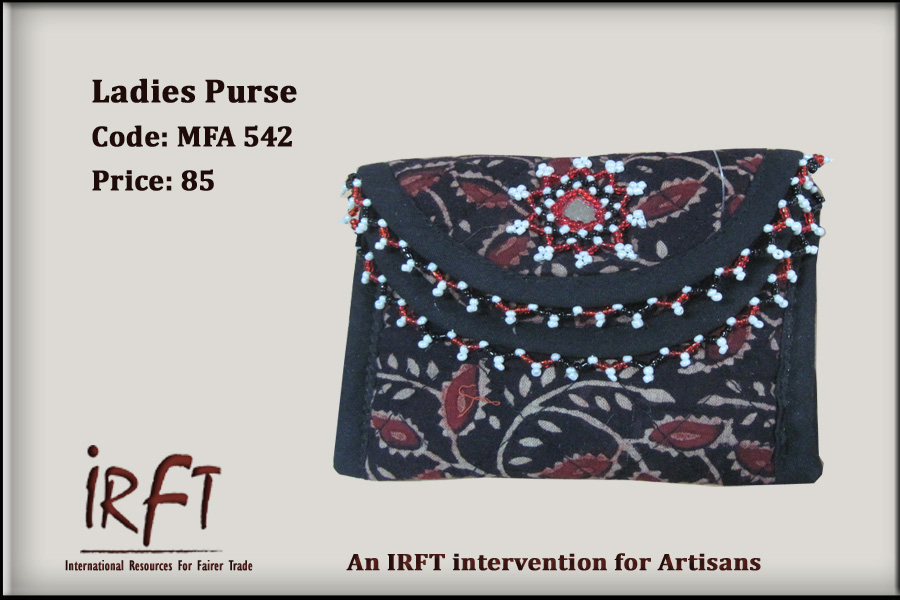 Ladies Purse
Code: MFA 542
Price: 85
iRFT
International Resources For Fairer Trade
An IRFT intervention for Artisans